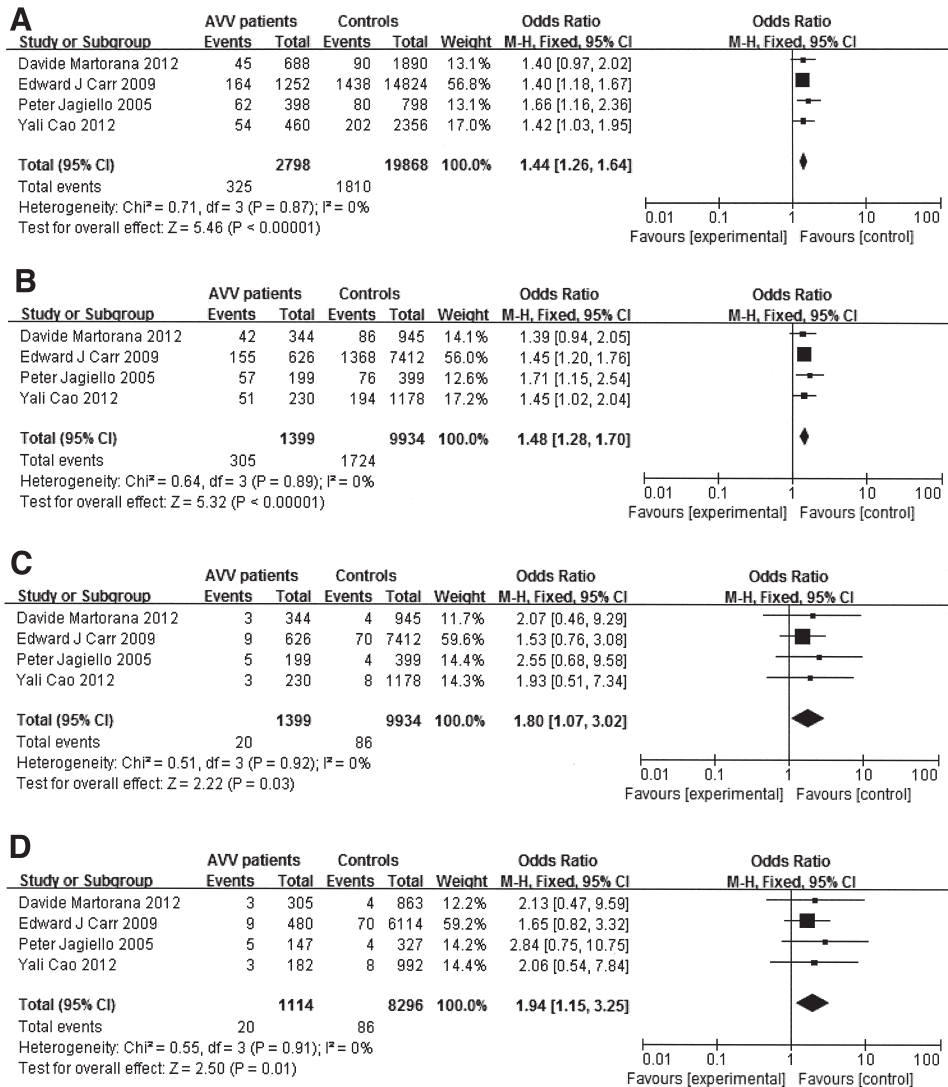 A
AVV patients Controls Odds Ratio Odds Ratio
Study or Subgroup Events Total Events Total Weight M-H, Fixed, 95% CI M-H, Fixed, 95% CI
Davide Martorana 2012 45 688 90 1890 13.1% 1.40 [0.97, 2.02]
Edward J Carr 2009 164 1252 1438 14824 56.8% 1.40 [1.18, 1.67]
Peter Jagiello 2005 62 398 80 798 13.1% 1.66 [1.16, 2.36]
Yali Cao 2012 54 460 202 2356 17.0% 1.42 [1.03, 1.95]
Total (95% CI) 2798 19868 100.0% 1.44 [1.26, 1.64]
Total events 325 1810
Heterogeneity: Chi² = 0.71, df = 3 (P = 0.87); I² = 0%
Test for overall effect: Z = 5.46 (P < 0.00001)
0.01 0.1 1 10 100
Favours [experimental] Favours [control]
B
AVV patients Controls Odds Ratio Odds Ratio
Study or Subgroup Events Total Events Total Weight M-H, Fixed, 95% CI M-H, Fixed, 95% CI
Davide Martorana 2012 42 344 86 945 14.1% 1.39 [0.94, 2.05]
Edward J Carr 2009 155 626 1368 7412 56.0% 1.45 [1.20, 1.76]
Peter Jagiello 2005 57 199 76 399 12.6% 1.71 [1.15, 2.54]
Yali Cao 2012 51 230 194 1178 17.2% 1.45 [1.02, 2.04]
Total (95% CI) 1399 9934 100.0% 1.48 [1.28, 1.70]
Total events 305 1724
Heterogeneity: Chi² = 0.64, df = 3 (P = 0.89); I² = 0%
Test for overall effect: Z = 5.32 (P < 0.00001)
0.01 0.1 1 10 100
Favours [experimental] Favours [control]
C
AVV patients Controls Odds Ratio Odds Ratio
Study or Subgroup Events Total Events Total Weight M-H, Fixed, 95% CI M-H, Fixed, 95% CI
Davide Martorana 2012 3 344 4 945 11.7% 2.07 [0.46, 9.29]
Edward J Carr 2009 9 626 70 7412 59.6% 1.53 [0.76, 3.08]
Peter Jagiello 2005 5 199 4 399 14.4% 2.55 [0.68, 9.58]
Yali Cao 2012 3 230 8 1178 14.3% 1.93 [0.51, 7.34]
Total (95% CI) 1399 9934 100.0% 1.80 [1.07, 3.02]
Total events 20 86
Heterogeneity: Chi² = 0.51, df = 3 (P = 0.92); I² = 0%
Test for overall effect: Z = 2.22 (P = 0.03)
0.01 0.1 1 10 100
Favours [experimental] Favours [control]
D
AVV patients Controls Odds Ratio Odds Ratio
Study or Subgroup Events Total Events Total Weight M-H, Fixed, 95% CI M-H, Fixed, 95% CI
Davide Martorana 2012 3 305 4 863 12.2% 2.13 [0.47, 9.59]
Edward J Carr 2009 9 480 70 6114 59.2% 1.65 [0.82, 3.32]
Peter Jagiello 2005 5 147 4 327 14.2% 2.84 [0.75, 10.75]
Yali Cao 2012 3 182 8 992 14.4% 2.06 [0.54, 7.84]
Total (95% CI) 1114 8296 100.0% 1.94 [1.15, 3.25]
Total events 20 86
Heterogeneity: Chi² = 0.55, df = 3 (P = 0.91); I² = 0%
Test for overall effect: Z = 2.50 (P = 0.01)
0.01 0.1 1 10 100
Favours [experimental] Favours [control]